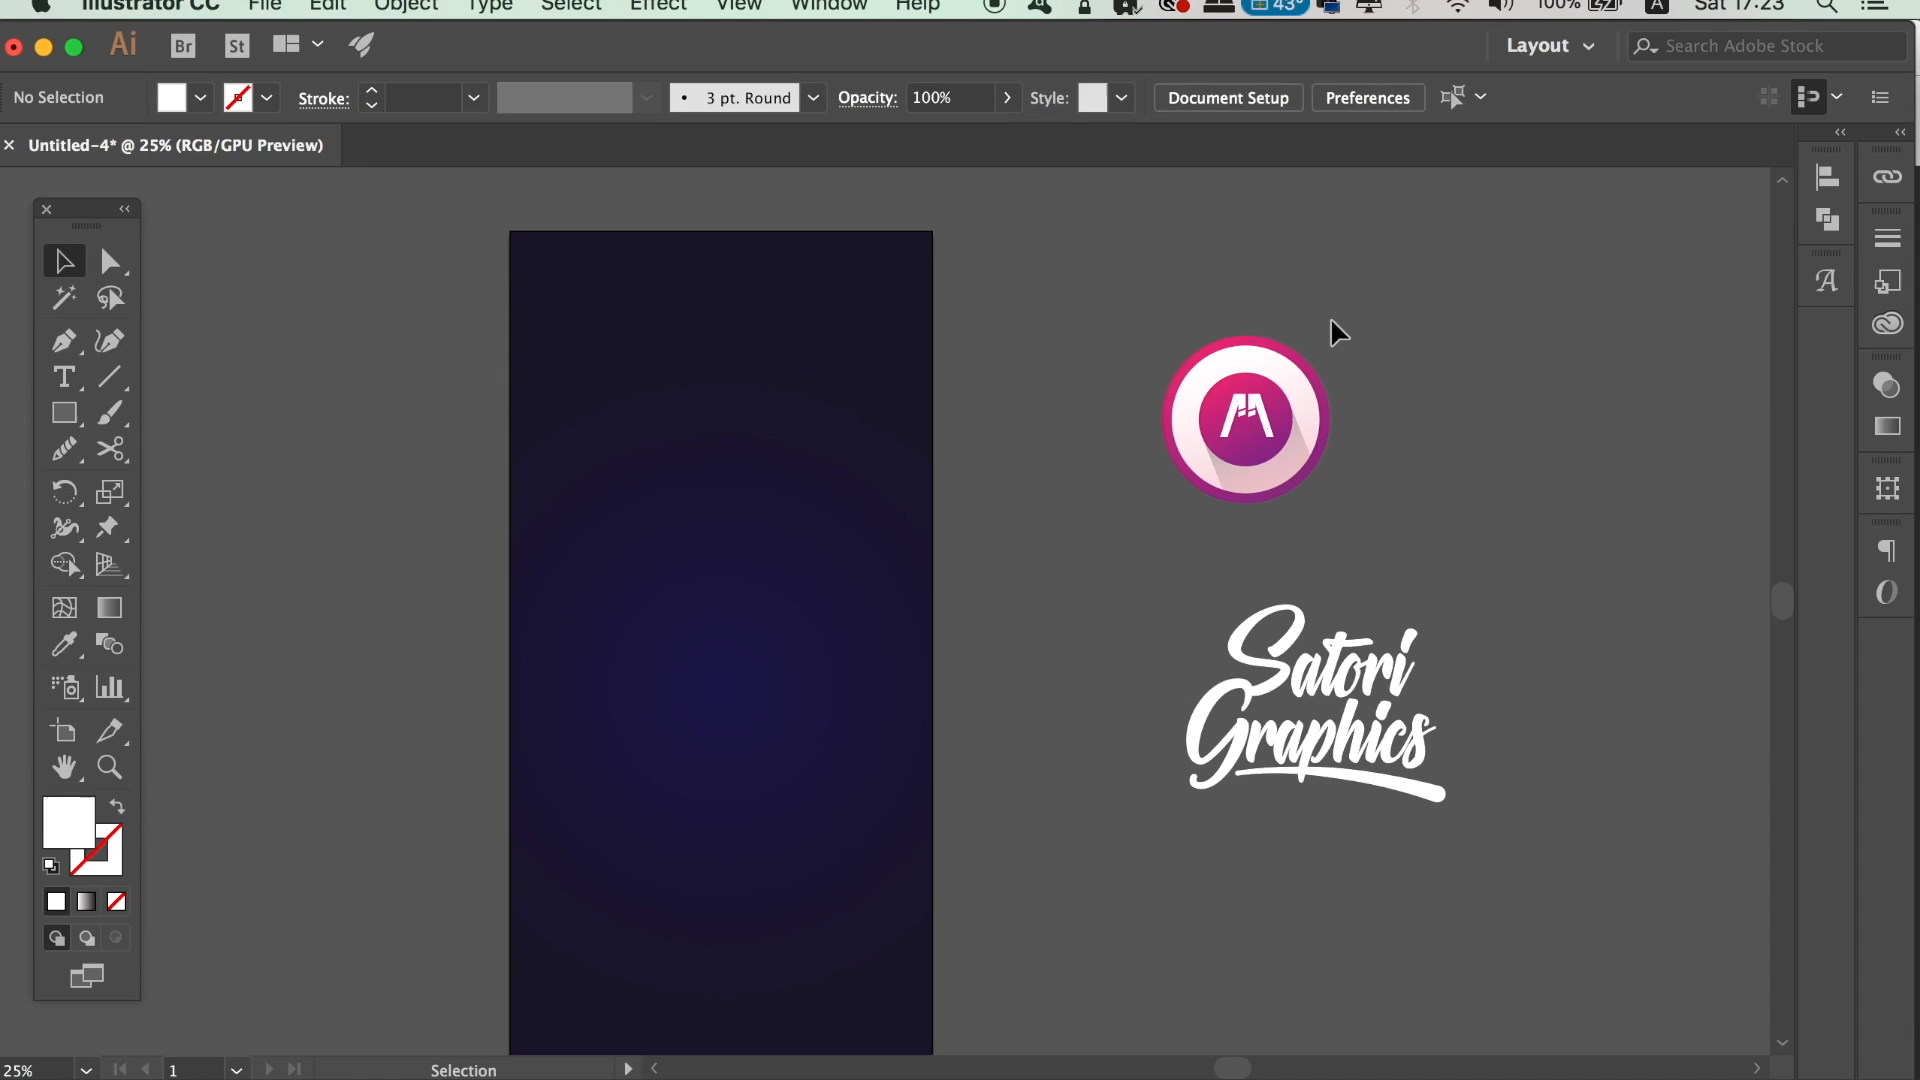 Illustrator CC File Edit Object Type Select Effect View Window Help 43° 100% A Sat 17:23
Ai Br St Layout Search Adobe Stock
No Selection Stroke: 3 pt. Round Opacity: 100% Style: Document Setup Preferences
Untitled-4* @ 25% (RGB/GPU Preview)
Satori
Graphics
25% 1 Selection